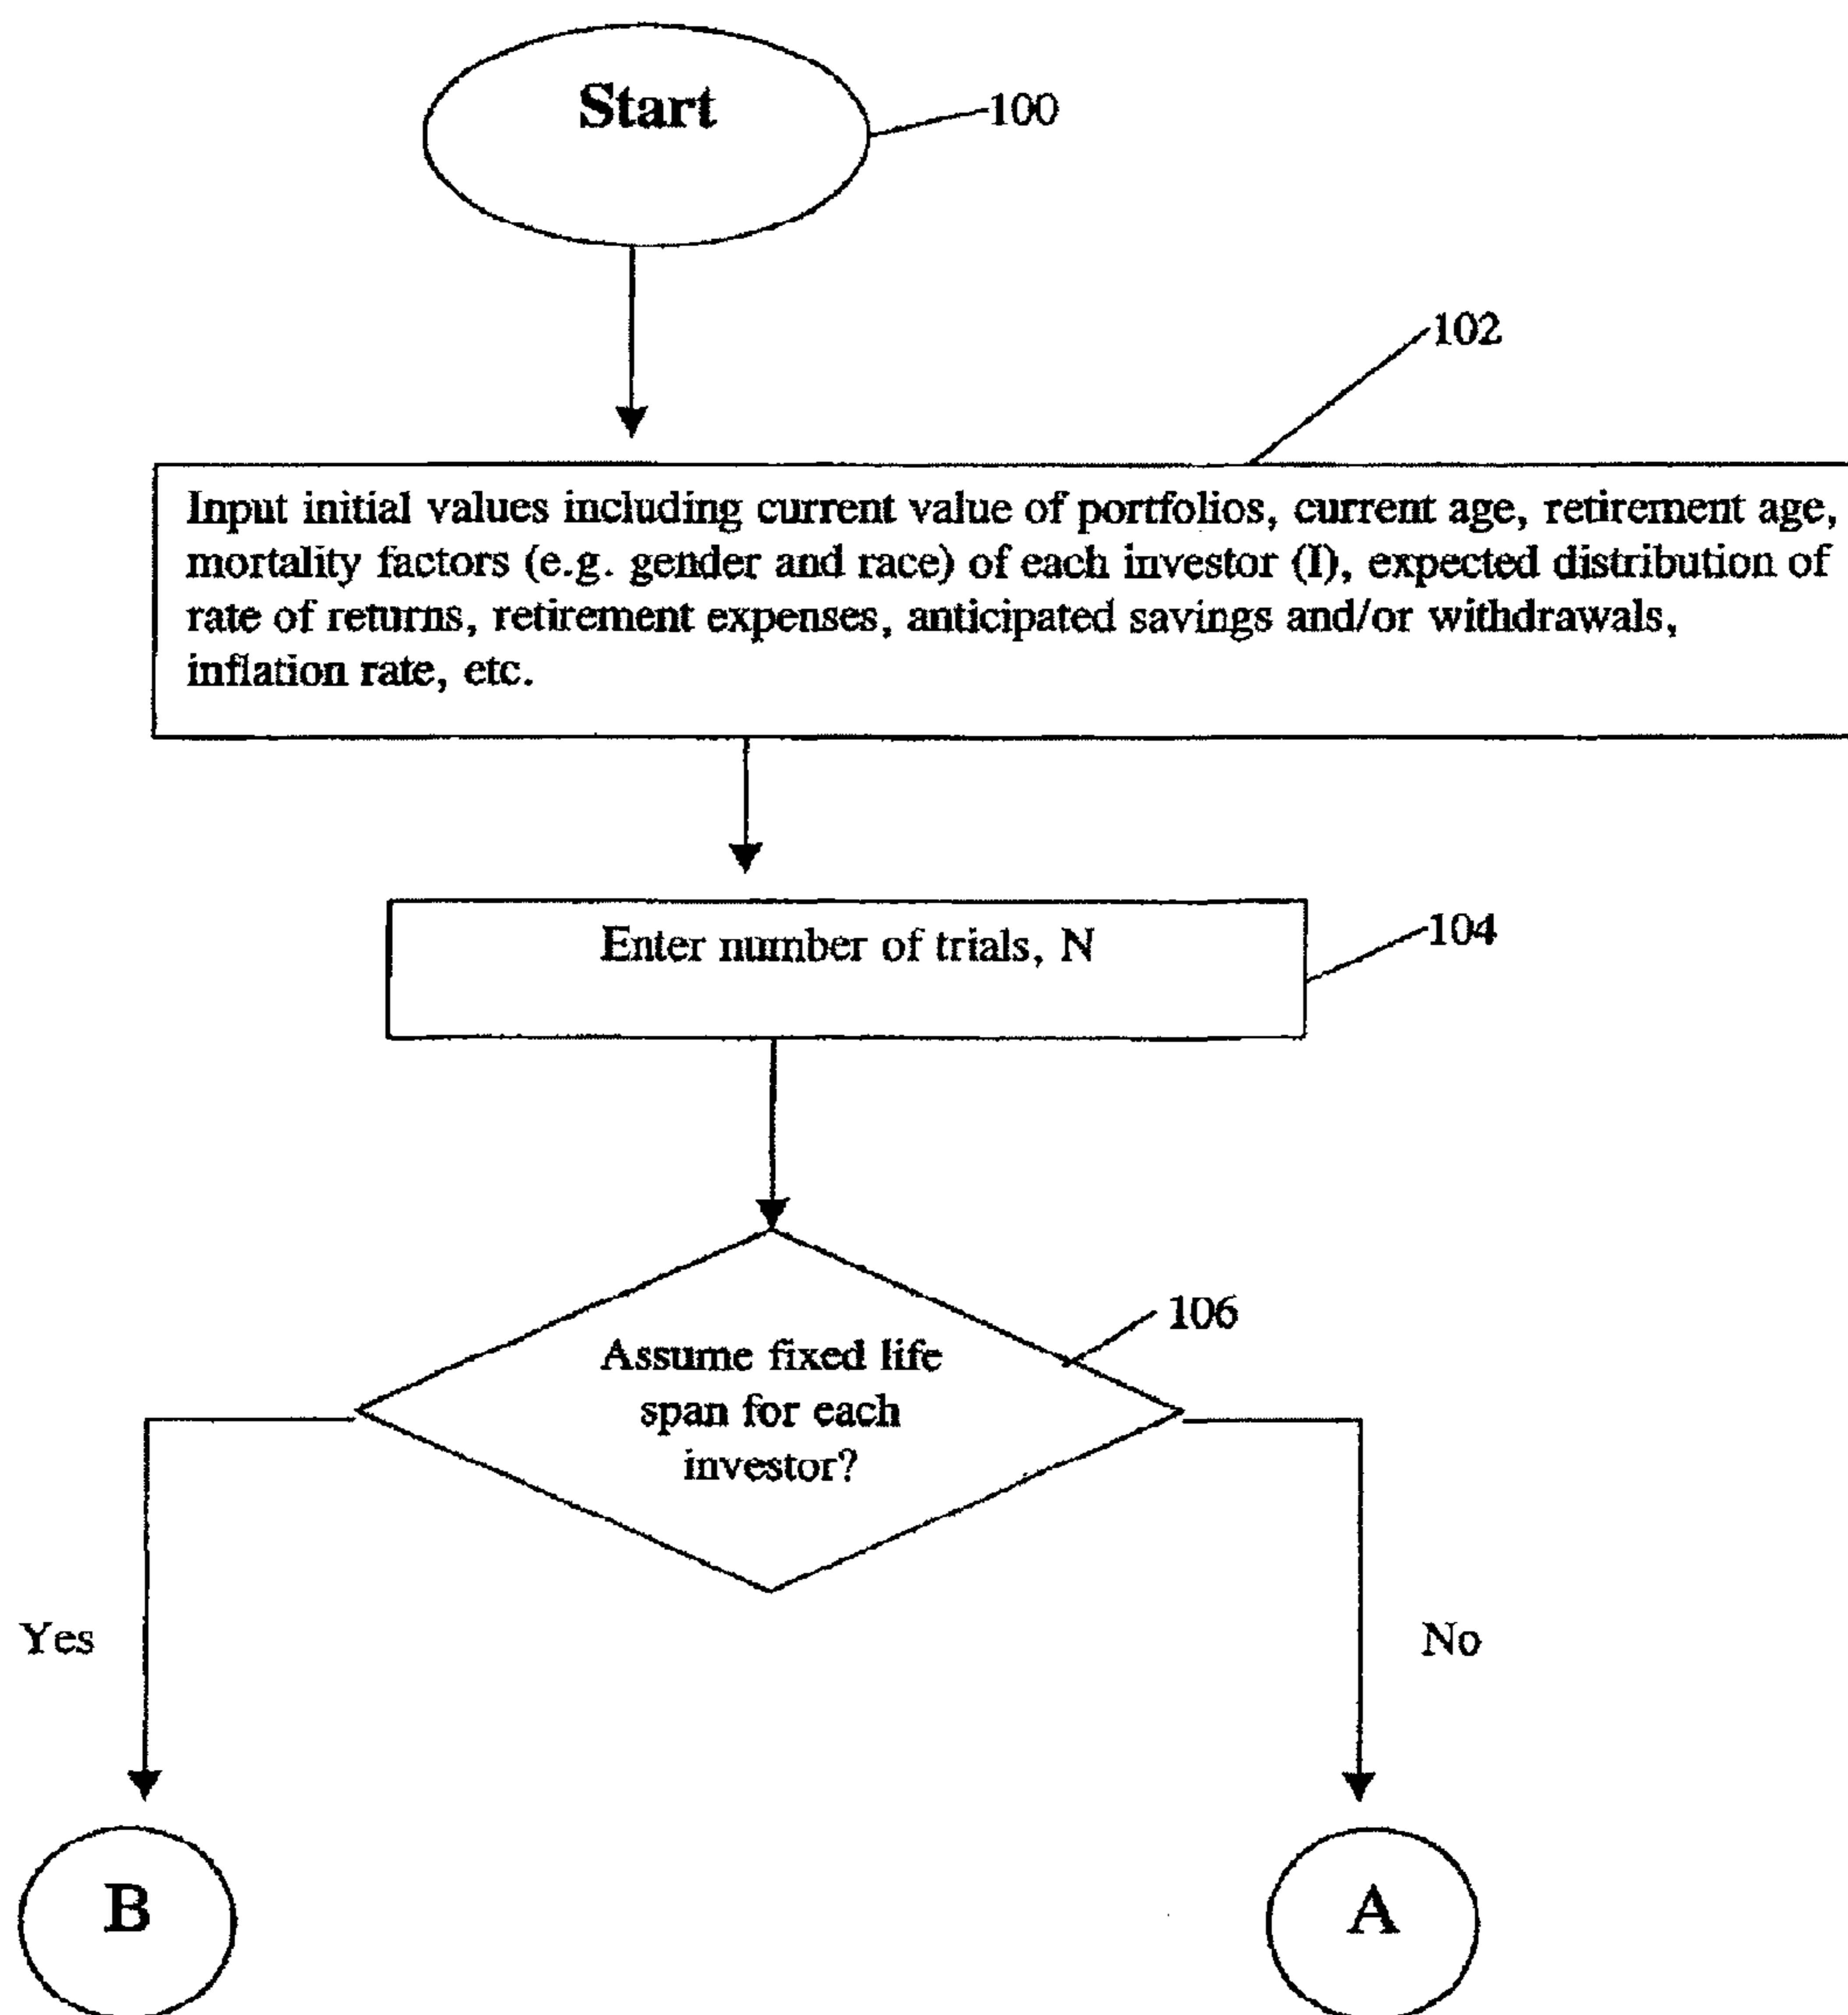 Start
100
102
Input initial values including current value of portfolios, current age, retirement age,
mortality factors (e.g. gender and race) of each investor (I), expected distribution of
rate of returns, retirement expenses, anticipated savings and/or withdrawals,
inflation rate, etc.
Enter number of trials, N
104
106
Assume fixed life
span for each
investor?
Yes
No
B
A